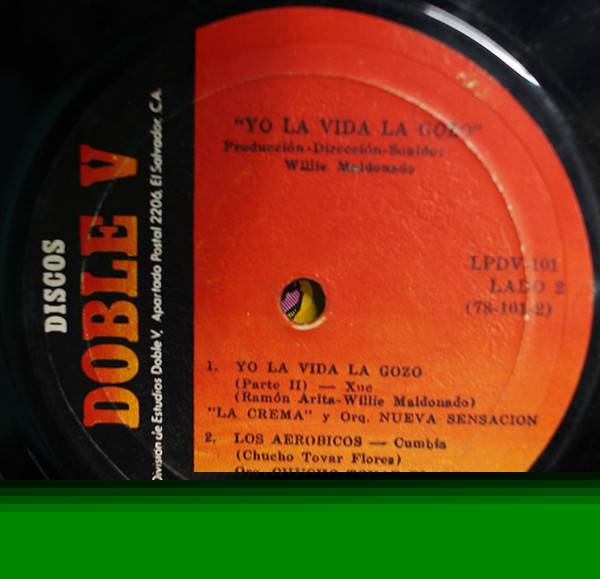 DISCOS
DOBLE V
División de Estudios Doble V. Apartado Postal 2206, El Salvador, C.A.
"YO LA VIDA LA GOZO"
Producción-Dirección-Sonido:
Willie Maldonado
LPDV-101
LADO 2
(78-101-2)
1. YO LA VIDA LA GOZO
(Parte II) — Xuc
(Ramón Arita-Willie Maldonado)
"LA CREMA" y Orq. NUEVA SENSACION
2. LOS AEROBICOS — Cumbia
(Chucho Tovar Flores)